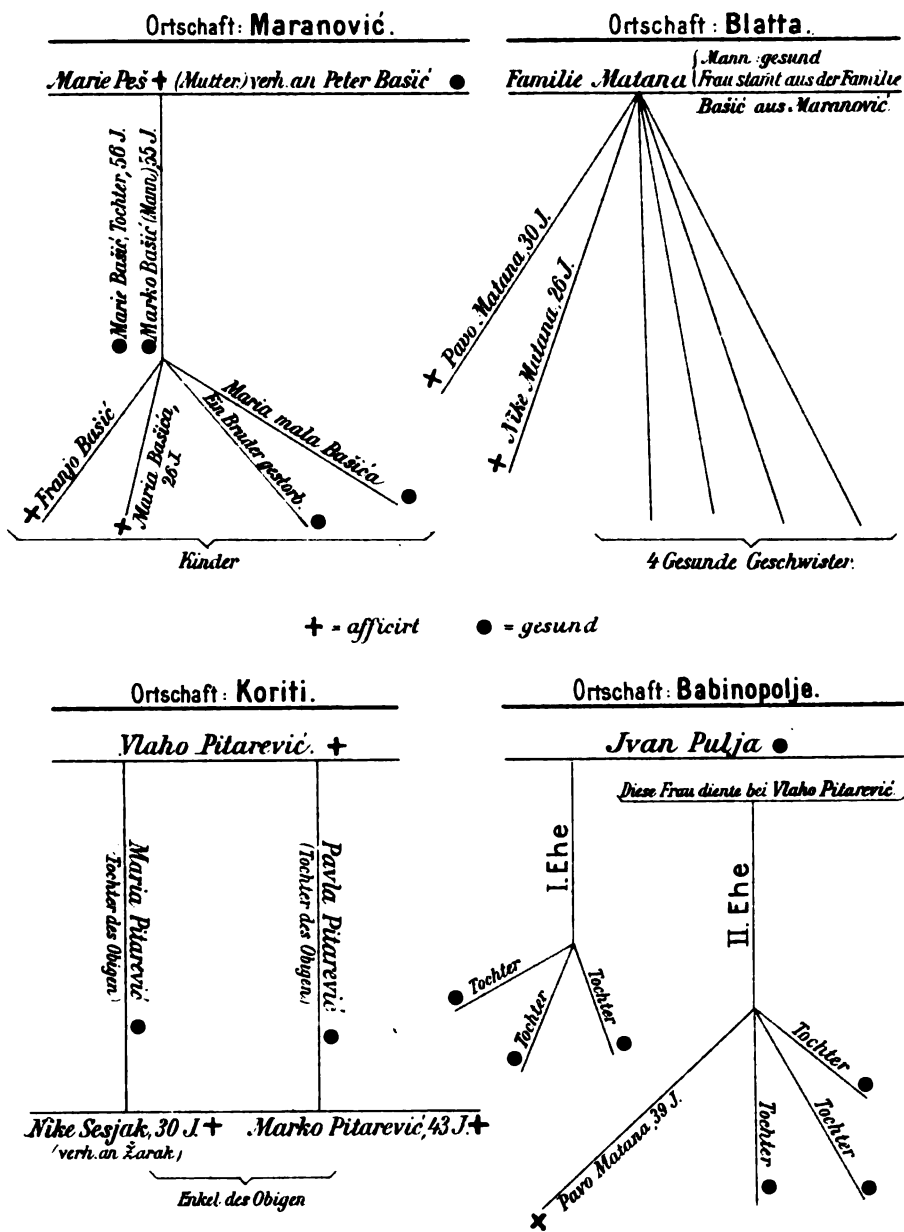 Ortschaft: Maranović.
Marie Peš + (Mutter) verh. an Peter Bašić ●
● Marie Bašić, Tochter, 56 J.
● Marko Bašić (Mann) 55 J.
+ Franjo Bašić
+ Maria Bašica,
26 J.
Ein Bruder gestorb. ●
Maria mala Bašića ●
Kinder
Ortschaft: Blatta.
Familie Matana { Mann: gesund
Frau stamt aus der Familie
Bašić aus Maranović.
+ Pavo Matana, 30 J.
+ Nike Matana, 26 J.
4 Gesunde Geschwister.
+ = afficirt ● = gesund
Ortschaft: Koriti.
Vlaho Pitarević. +
Maria Pitarević ●
(Tochter des Obigen)
Pavla Pitarević ●
(Tochter des Obigen)
Nike Sesjak, 30 J. +
(verh. an Žarak)
Marko Pitarević, 43 J. +
Enkel des Obigen
Ortschaft: Babinopolje.
Jvan Pulja ●
Diese Frau diente bei Vlaho Pitarević.
I. Ehe
● Tochter
● Tochter
Tochter ●
II. Ehe
+ Pavo Matana, 39 J.
Tochter ●
Tochter ●
Tochter ●